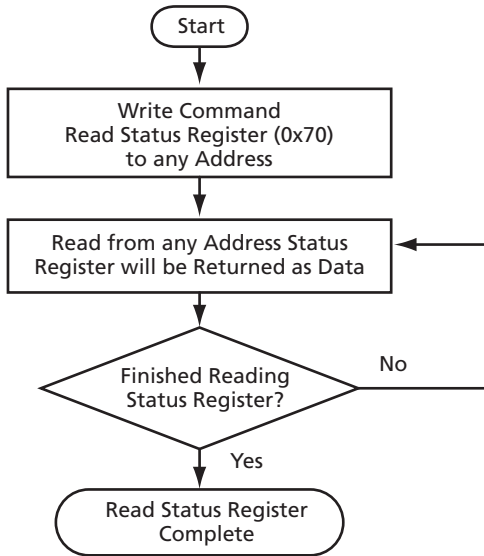 Start
Write Command
Read Status Register (0x70)
to any Address
Read from any Address Status
Register will be Returned as Data
Finished Reading
Status Register?
No
Yes
Read Status Register
Complete